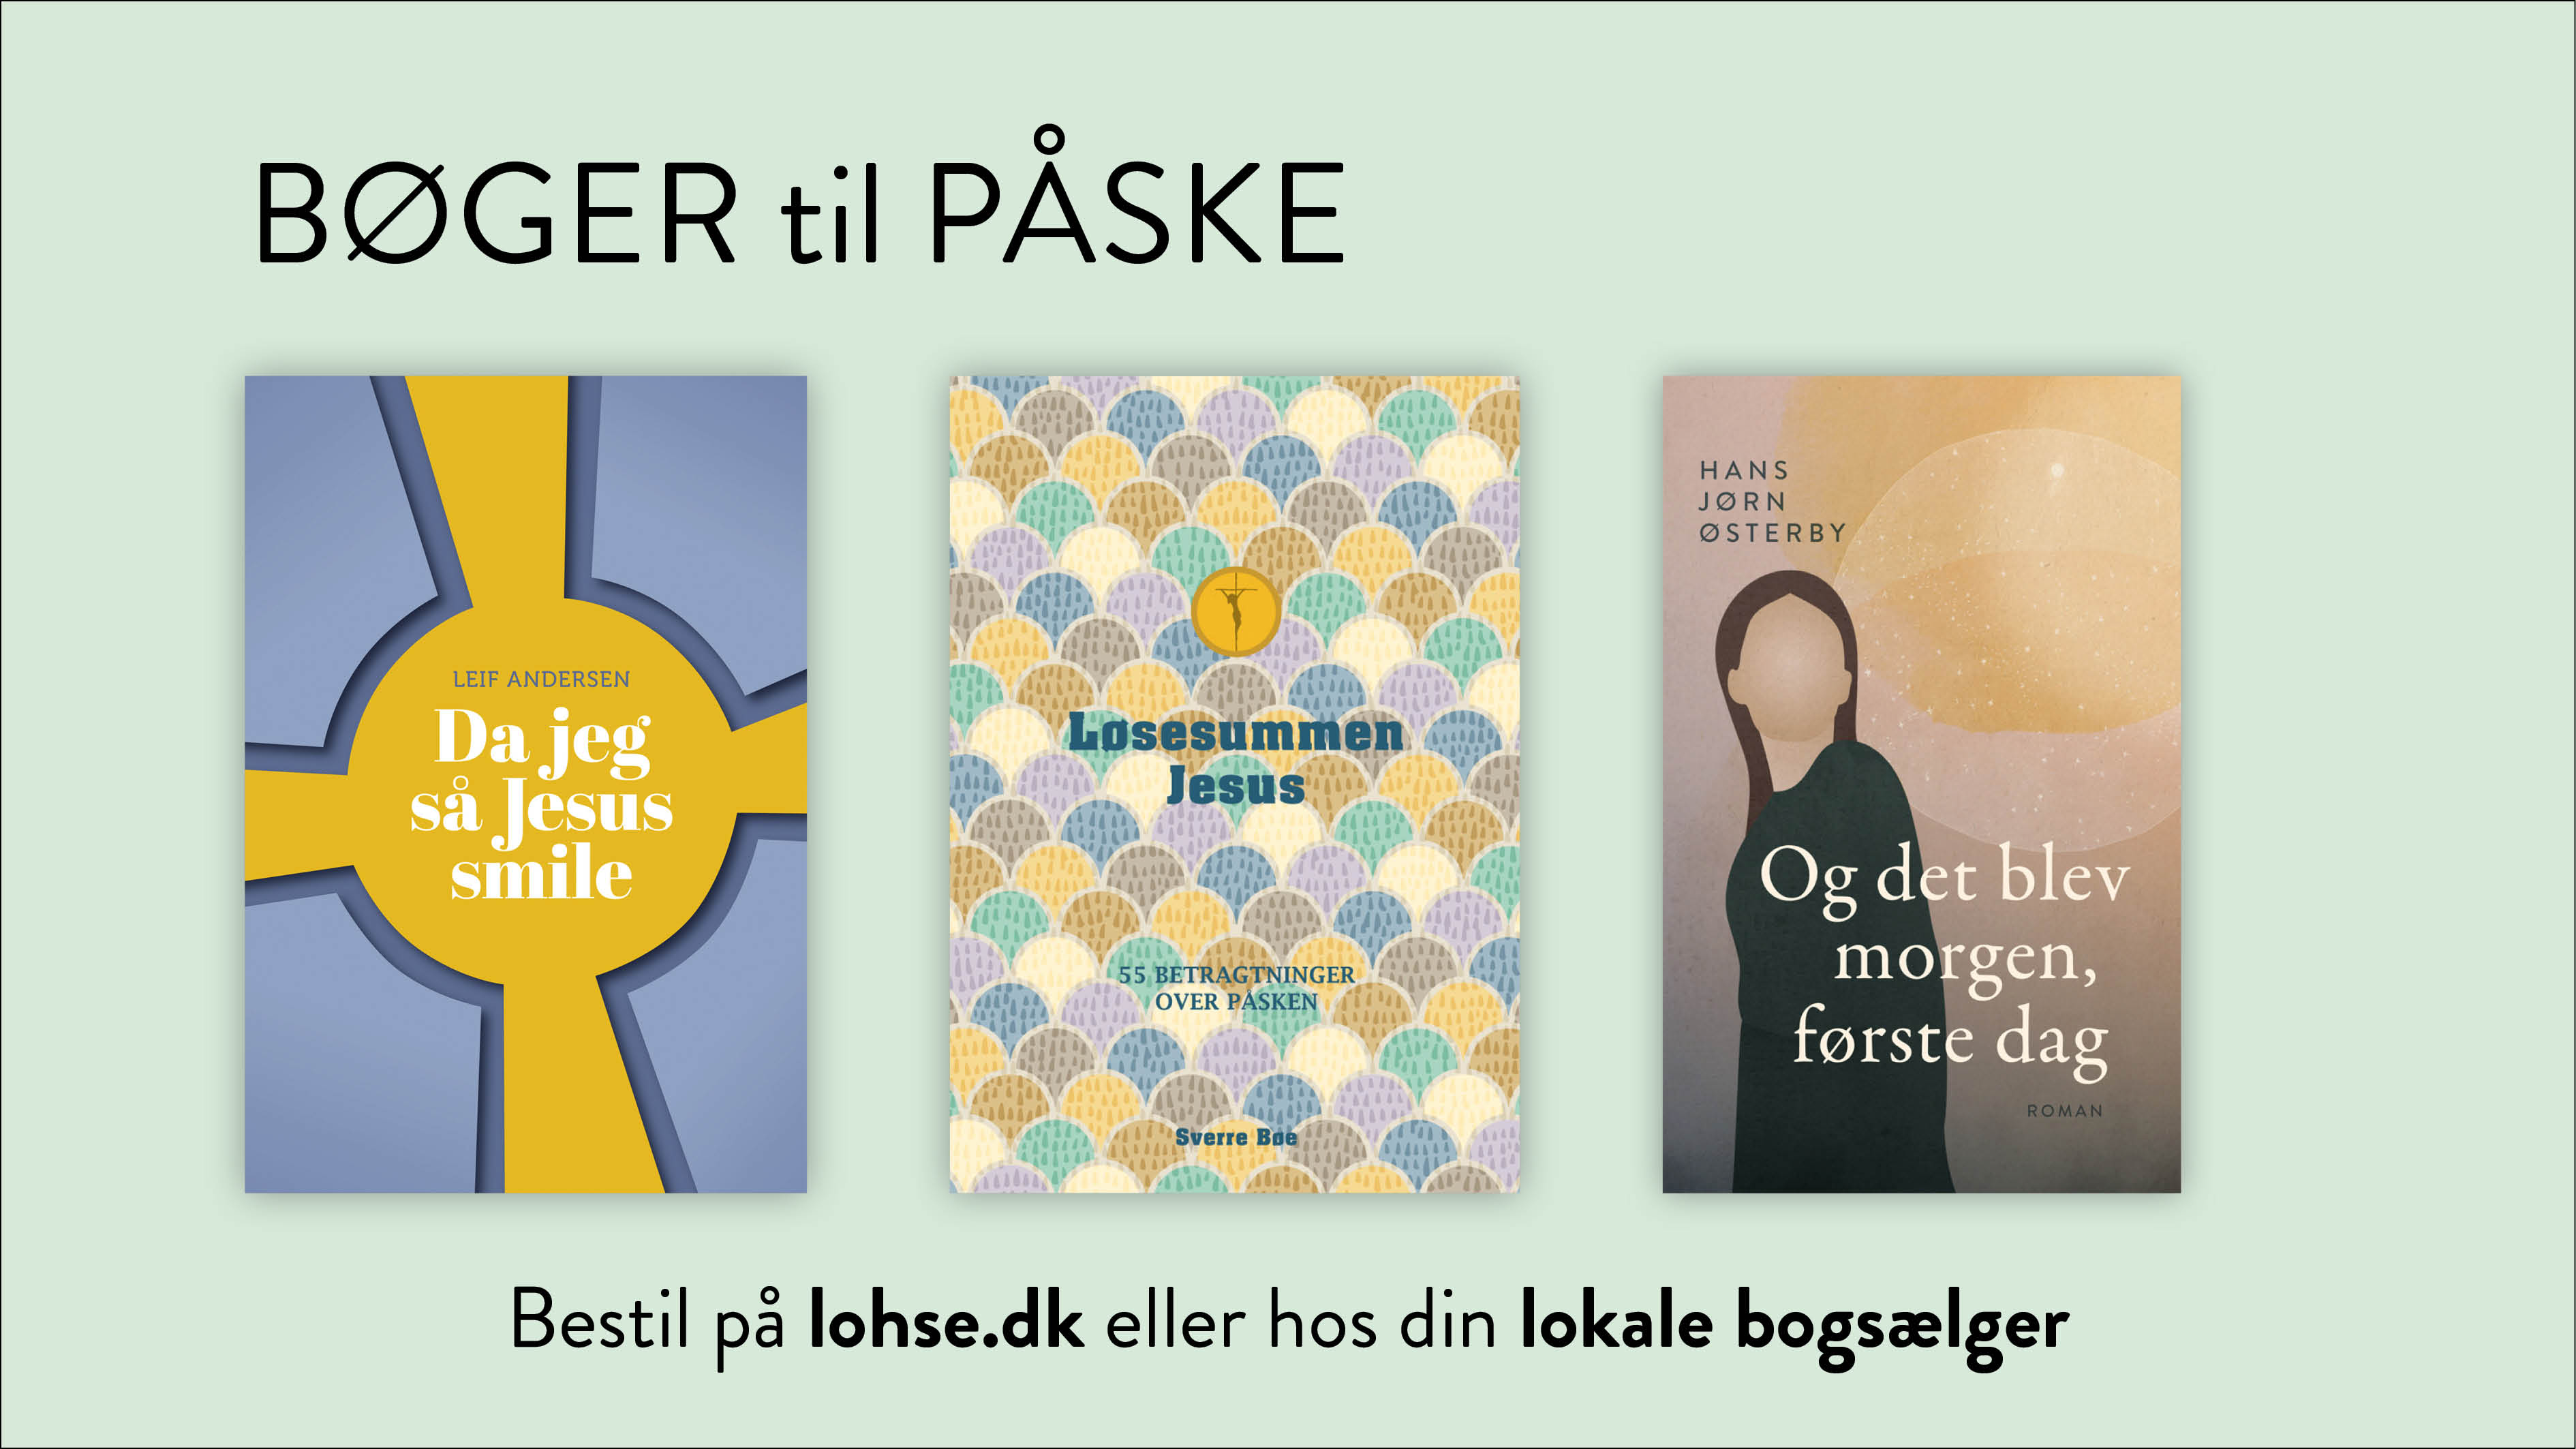 BØGER til PÅSKE
LEIF ANDERSEN
Da jeg
så Jesus
smile
Løsesummen
Jesus
55 BETRAGTNINGER
OVER PÅSKEN
Sverre Bøe
HANS
JØRN
ØSTERBY
Og det blev
morgen,
første dag
ROMAN
Bestil på lohse.dk eller hos din lokale bogsælger